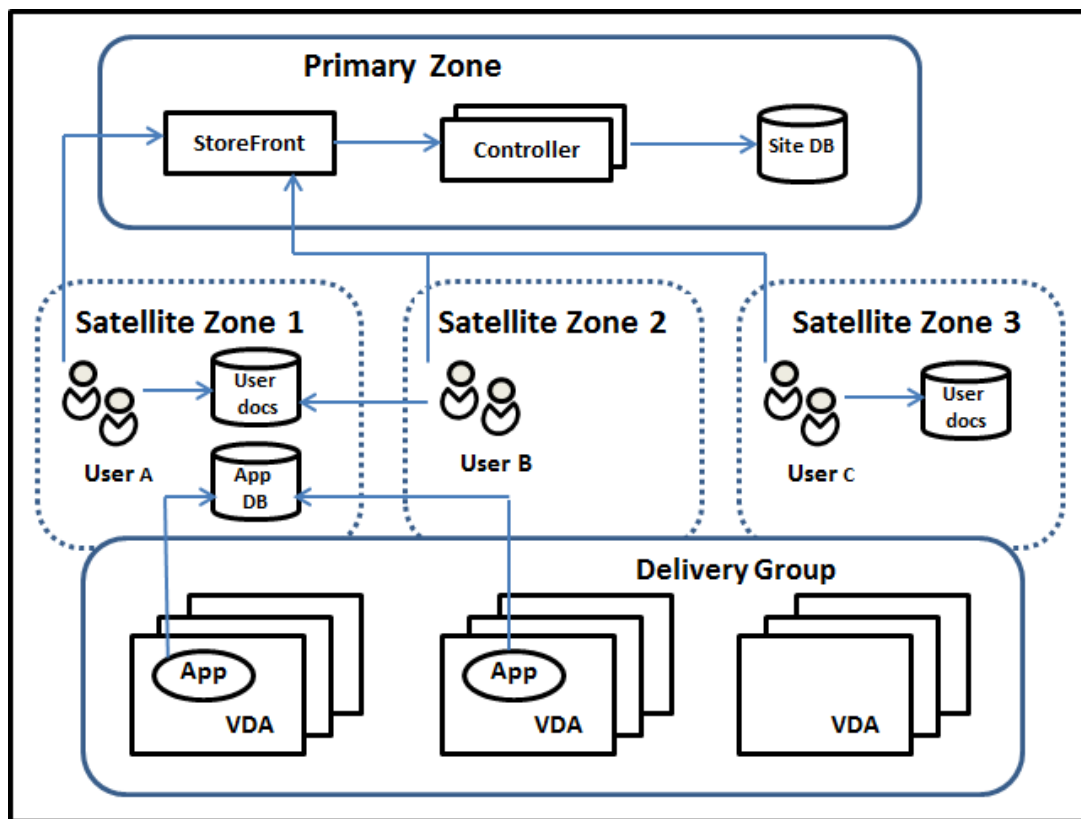 Primary Zone
StoreFront
Controller
Site DB
Satellite Zone 1
Satellite Zone 2
Satellite Zone 3
User
docs
User
docs
User A
User B
User C
App
DB
Delivery Group
App
VDA
App
VDA
VDA